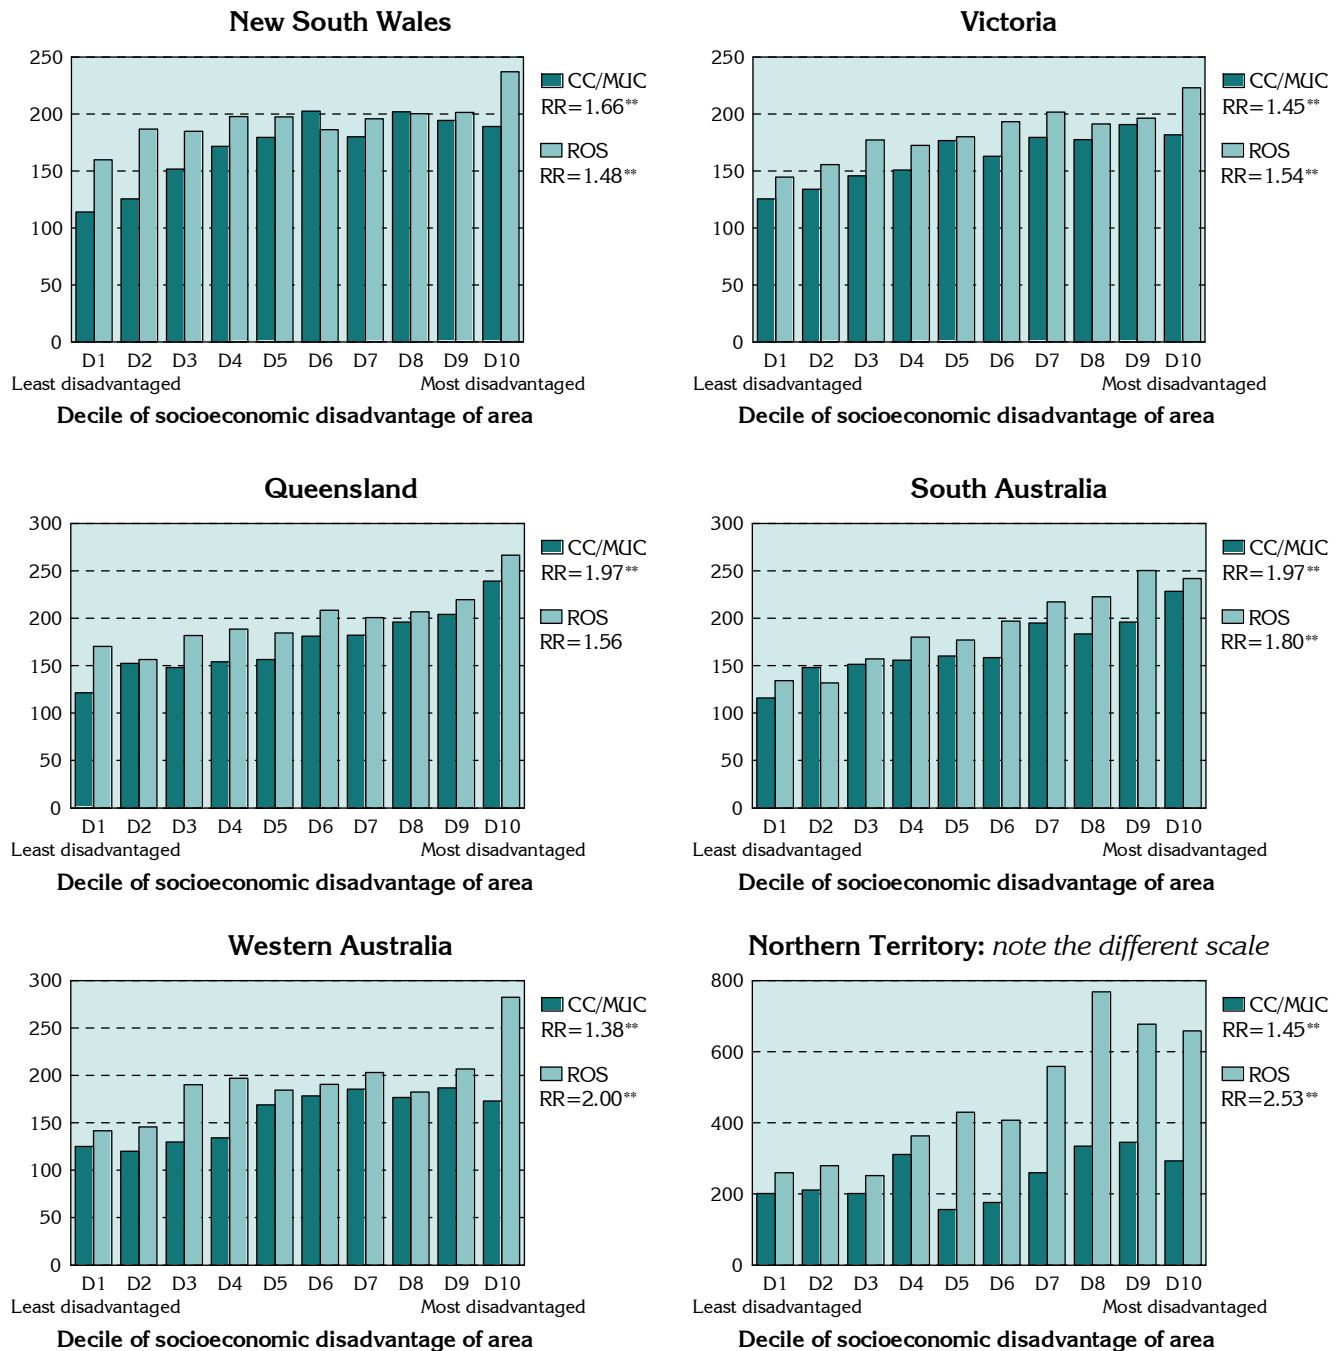 New South Wales
250
200
150
100
50
0
CC/MUC
RR=1.66**
ROS
RR=1.48**
D1 D2 D3 D4 D5 D6 D7 D8 D9 D10
Least disadvantaged Most disadvantaged
Decile of socioeconomic disadvantage of area
Victoria
250
200
150
100
50
0
CC/MUC
RR=1.45**
ROS
RR=1.54**
D1 D2 D3 D4 D5 D6 D7 D8 D9 D10
Least disadvantaged Most disadvantaged
Decile of socioeconomic disadvantage of area
Queensland
300
250
200
150
100
50
0
CC/MUC
RR=1.97**
ROS
RR=1.56
D1 D2 D3 D4 D5 D6 D7 D8 D9 D10
Least disadvantaged Most disadvantaged
Decile of socioeconomic disadvantage of area
South Australia
300
250
200
150
100
50
0
CC/MUC
RR=1.97**
ROS
RR=1.80**
D1 D2 D3 D4 D5 D6 D7 D8 D9 D10
Least disadvantaged Most disadvantaged
Decile of socioeconomic disadvantage of area
Western Australia
300
250
200
150
100
50
0
CC/MUC
RR=1.38**
ROS
RR=2.00**
D1 D2 D3 D4 D5 D6 D7 D8 D9 D10
Least disadvantaged Most disadvantaged
Decile of socioeconomic disadvantage of area
Northern Territory: note the different scale
800
600
400
200
0
CC/MUC
RR=1.45**
ROS
RR=2.53**
D1 D2 D3 D4 D5 D6 D7 D8 D9 D10
Least disadvantaged Most disadvantaged
Decile of socioeconomic disadvantage of area